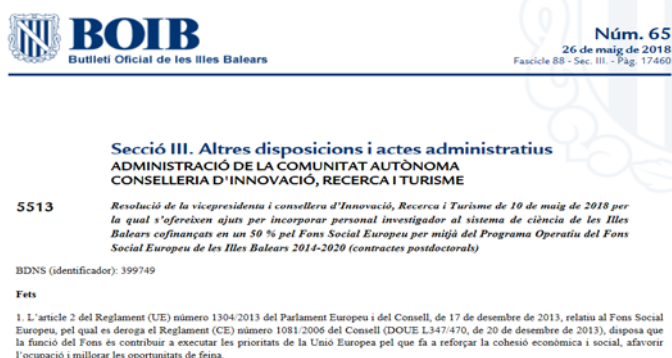 BOIB
Butlletí Oficial de les Illes Balears
Núm. 65
26 de maig de 2018
Fascicle 88 - Sec. III. - Pàg. 17460
Secció III. Altres disposicions i actes administratius
ADMINISTRACIÓ DE LA COMUNITAT AUTÒNOMA
CONSELLERIA D'INNOVACIÓ, RECERCA I TURISME
5513
Resolució de la vicepresidenta i consellera d'Innovació, Recerca i Turisme de 10 de maig de 2018 per
la qual s'ofereixen ajuts per incorporar personal investigador al sistema de ciència de les Illes
Balears cofinançats en un 50 % pel Fons Social Europeu per mitjà del Programa Operatiu del Fons
Social Europeu de les Illes Balears 2014-2020 (contractes postdoctorals)
BDNS (identificador): 399749
Fets
1. L'article 2 del Reglament (UE) número 1304/2013 del Parlament Europeu i del Consell, de 17 de desembre de 2013, relatiu al Fons Social
Europeu, pel qual es deroga el Reglament (CE) número 1081/2006 del Consell (DOUE L347/470, de 20 de desembre de 2013), disposa que
la funció del Fons és contribuir a executar les prioritats de la Unió Europea pel que fa a reforçar la cohesió econòmica i social, afavorir
l'ocupació i millorar les oportunitats de feina.